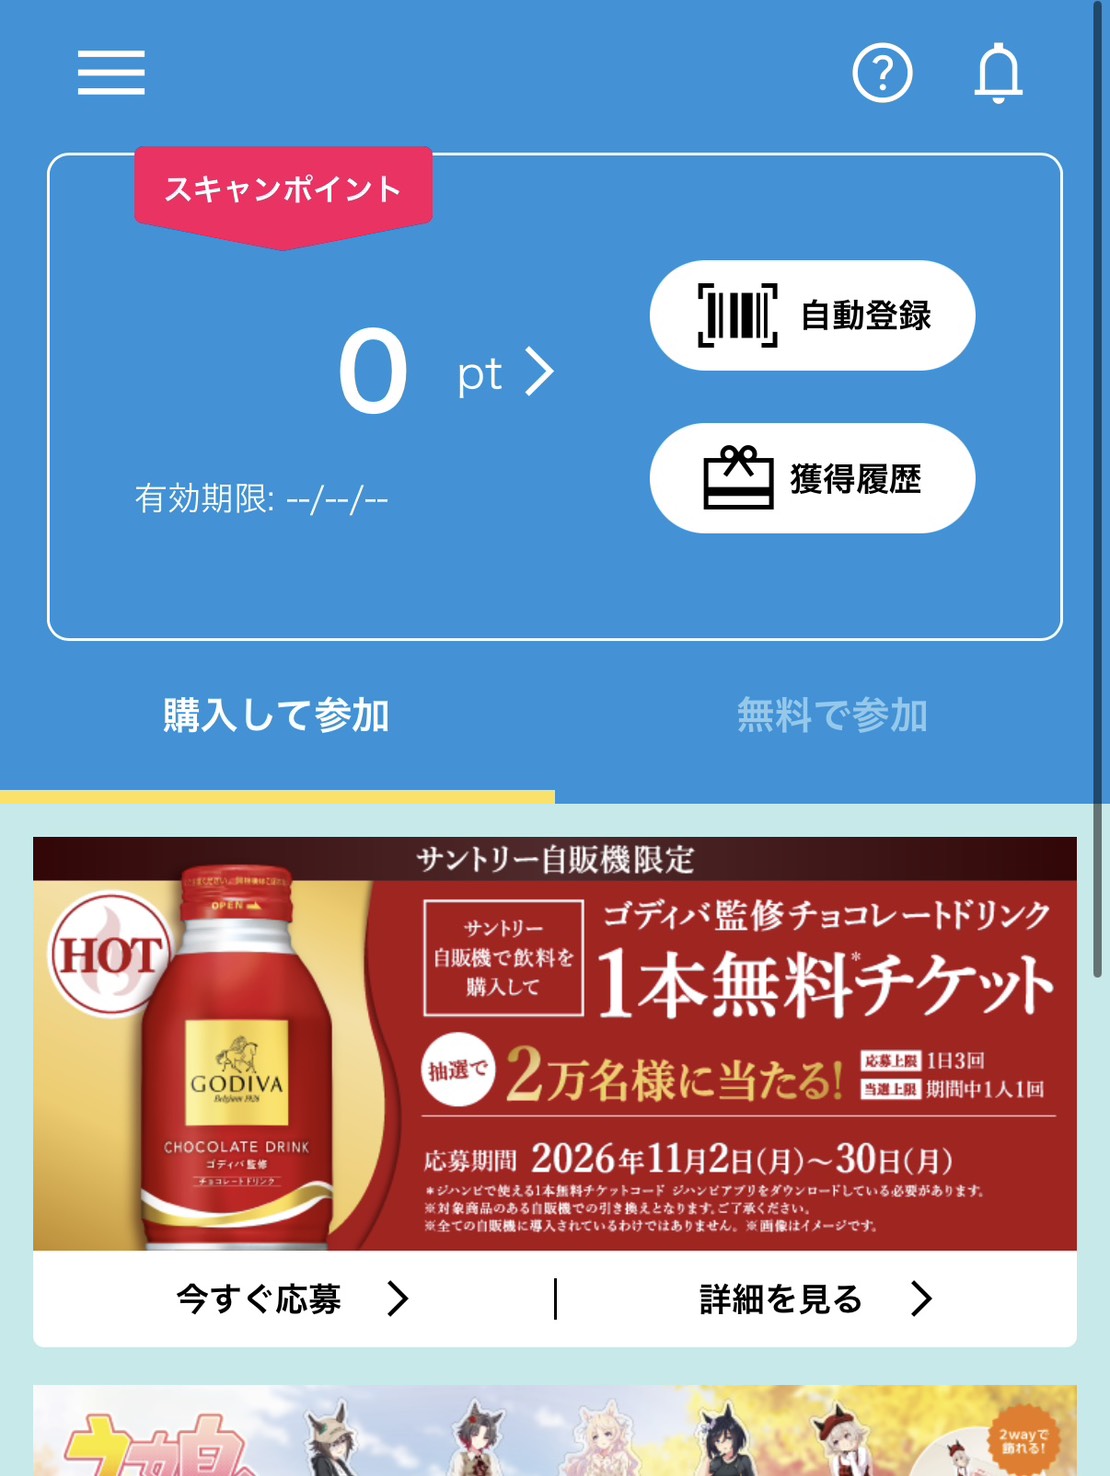 スキャンポイント
0 pt
有効期限: --/--/--
自動登録
獲得履歴
購入して参加
無料で参加
サントリー自販機限定
HOT
OPEN
GODIVA
Belgium 1926
CHOCOLATE DRINK
ゴディバ監修
チョコレートドリンク
サントリー
自販機で飲料を
購入して
ゴディバ監修チョコレートドリンク
1本無料*チケット
抽選で
2万名様に当たる!
応募上限 1日3回
当選上限 期間中1人1回
応募期間 2026年11月2日(月)～30日(月)
*ジハンピで使える1本無料チケットコード ジハンピアプリをダウンロードしている必要があります。
※対象商品のある自販機での引き換えとなります。ご了承ください。
※全ての自販機に導入されているわけではありません。※画像はイメージです。
今すぐ応募
詳細を見る
2wayで
飾れる!